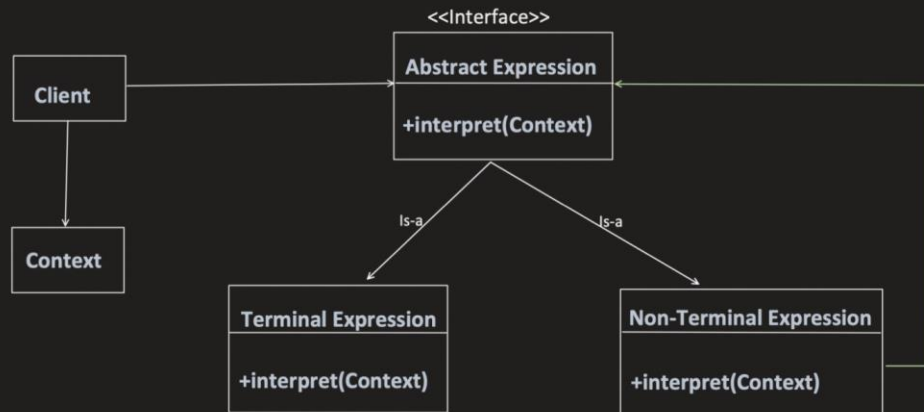 <<Interface>>
Abstract Expression
Client
+interpret(Context)
Is-a
Is-a
Context
Terminal Expression
Non-Terminal Expression
+interpret(Context)
+interpret(Context)